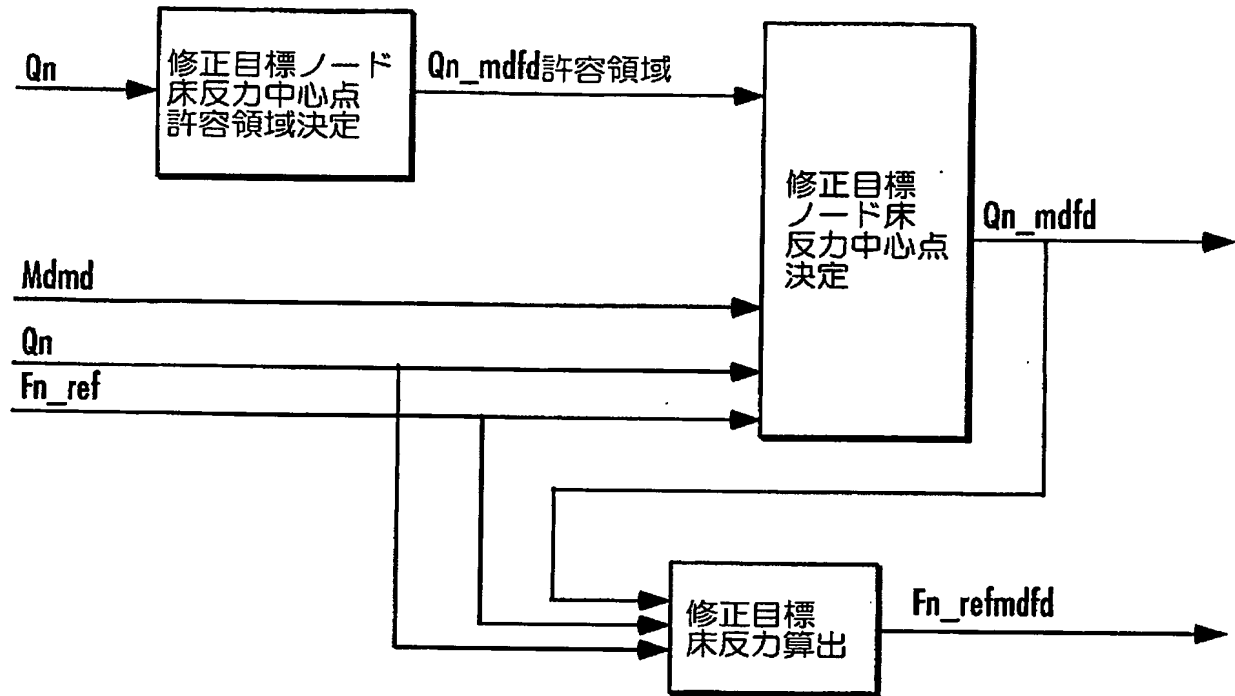 Qn
修正目標ノード
床反力中心点
許容領域決定
Qn_mdfd許容領域
修正目標
ノード床
反力中心点
決定
Qn_mdfd
Mdmd
Qn
Fn_ref
修正目標
床反力算出
Fn_refmdfd